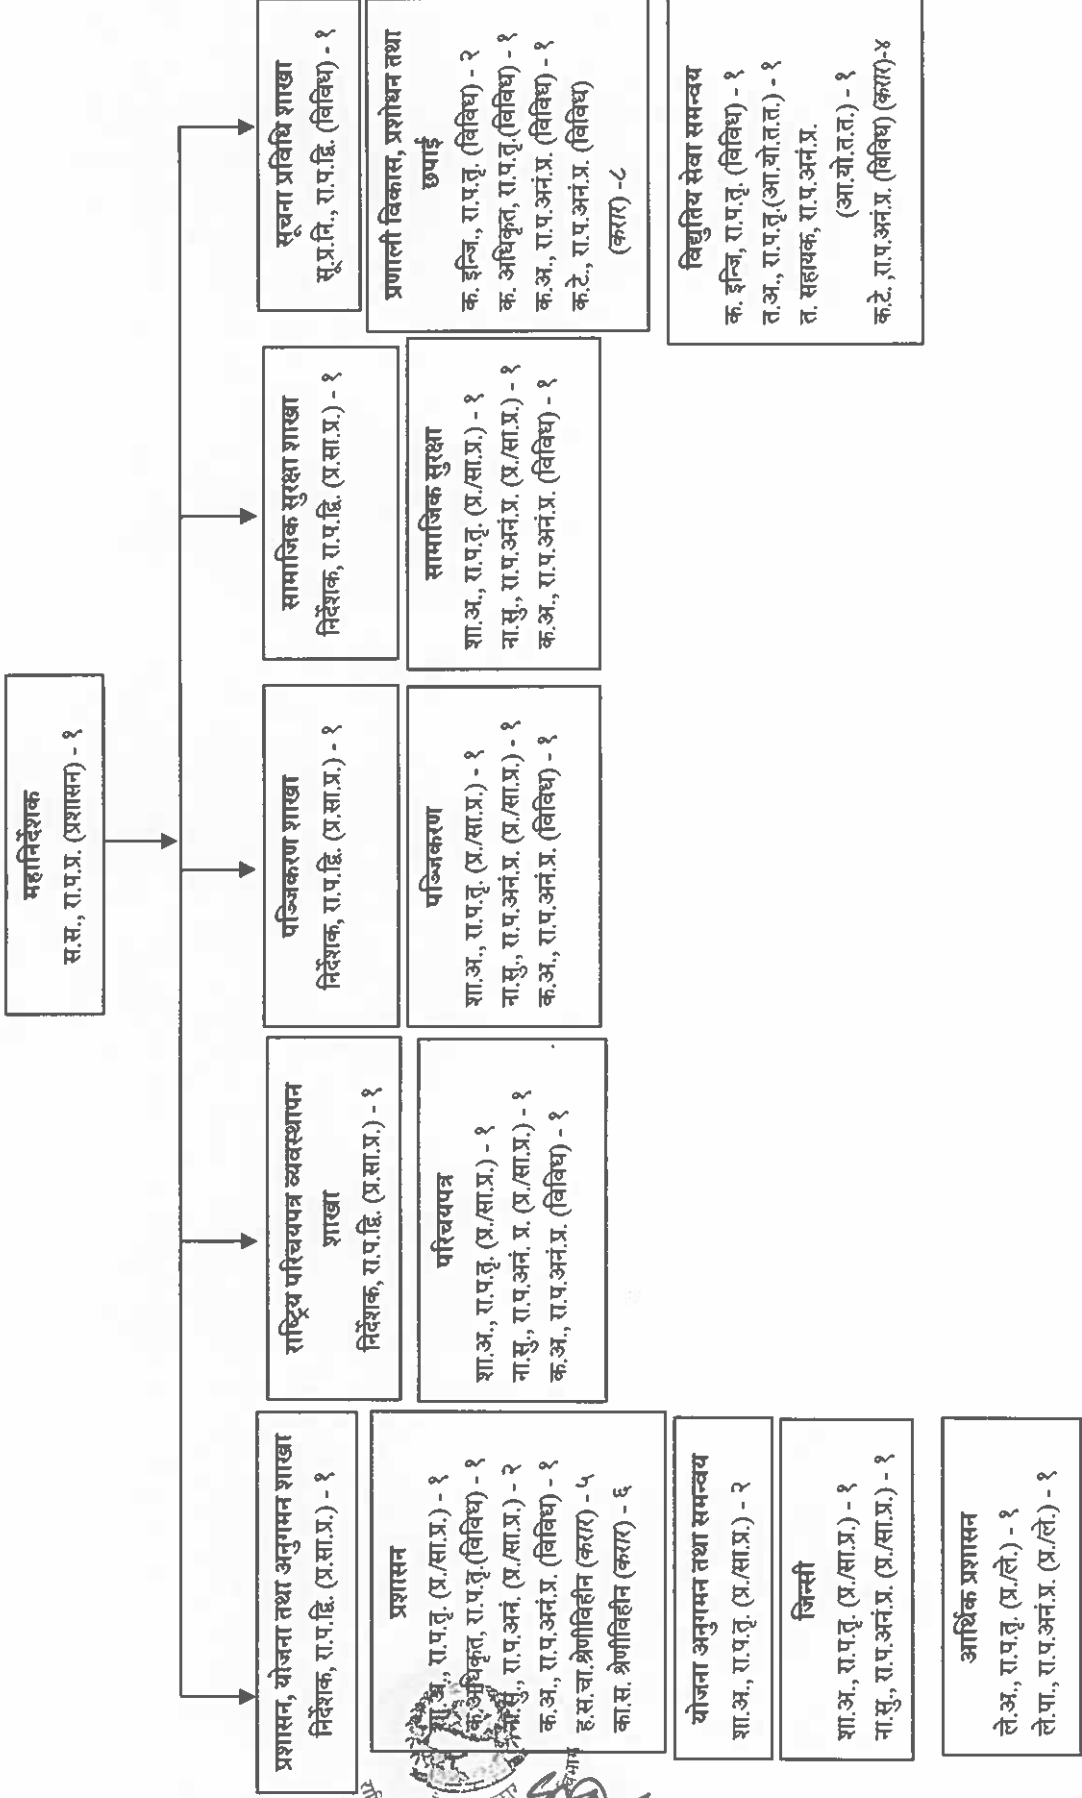 महानिर्देशक
स.स., रा.प.प्र. (प्रशासन) - १
प्रशासन, योजना तथा अनुगमन शाखा
निर्देशक, रा.प.द्वि. (प्र.सा.प्र.) - १
प्रशासन
शा.अ., रा.प.तृ. (प्र./सा.प्र.) - १
क.अधिकृत, रा.प.तृ.(विविध) - १
ना.सु., रा.प.अनं. (प्र./सा.प्र.) - २
क.अ., रा.प.अनं.प्र. (विविध) - १
ह.स.चा.श्रेणीविहीन (करार) - ५
का.स. श्रेणीविहीन (करार) - ६
योजना अनुगमन तथा समन्वय
शा.अ., रा.प.तृ. (प्र./सा.प्र.) - २
जिन्सी
शा.अ., रा.प.तृ. (प्र./सा.प्र.) - १
ना.सु., रा.प.अनं.प्र. (प्र./सा.प्र.) - १
आर्थिक प्रशासन
ले.अ., रा.प.तृ. (प्र./ले.) - १
ले.पा., रा.प.अनं.प्र. (प्र./ले.) - १
राष्ट्रिय परिचयपत्र व्यवस्थापन
शाखा
निर्देशक, रा.प.द्वि. (प्र.सा.प्र.) - १
परिचयपत्र
शा.अ., रा.प.तृ. (प्र./सा.प्र.) - १
ना.सु., रा.प.अनं. प्र. (प्र./सा.प्र.) - १
क.अ., रा.प.अनं.प्र. (विविध) - १
पञ्जिकरण शाखा
निर्देशक, रा.प.द्वि. (प्र.सा.प्र.) - १
पञ्जिकरण
शा.अ., रा.प.तृ. (प्र./सा.प्र.) - १
ना.सु., रा.प.अनं.प्र. (प्र./सा.प्र.) - १
क.अ., रा.प.अनं.प्र. (विविध) - १
सामाजिक सुरक्षा शाखा
निर्देशक, रा.प.द्वि. (प्र.सा.प्र.) - १
सामाजिक सुरक्षा
शा.अ., रा.प.तृ. (प्र./सा.प्र.) - १
ना.सु., रा.प.अनं.प्र. (प्र./सा.प्र.) - १
क.अ., रा.प.अनं.प्र. (विविध) - १
सूचना प्रविधि शाखा
सू.प्र.नि., रा.प.द्वि. (विविध) - १
प्रणाली विकास, प्रशोधन तथा
छपाई
क. इन्जि., रा.प.तृ. (विविध) - २
क. अधिकृत, रा.प.तृ.(विविध) - १
क.अ., रा.प.अनं.प्र. (विविध) - १
क.टे., रा.प.अनं.प्र. (विविध)
(करार) -८
विद्युतिय सेवा समन्वय
क. इन्जि, रा.प.तृ. (विविध) - १
त.अ., रा.प.तृ.(आ.यो.त.त.) - १
त. सहायक, रा.प.अनं.प्र.
(आ.यो.त.त.) - १
क.टे. ,रा.प.अनं.प्र. (विविध) (करार)-४